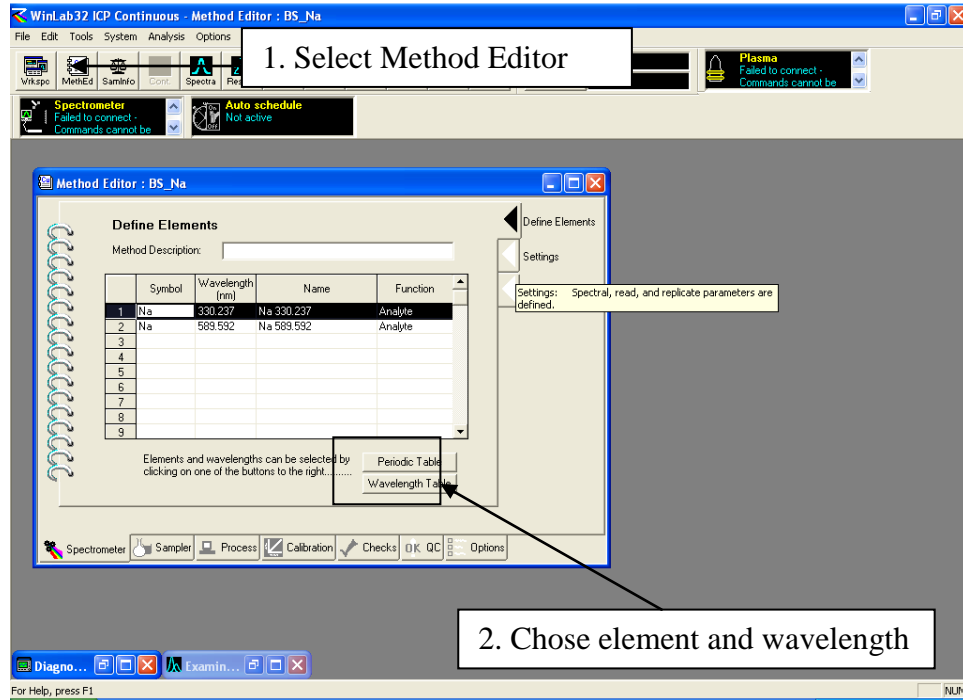 WinLab32 ICP Continuous - Method Editor : BS_Na
File Edit Tools System Analysis Options
1. Select Method Editor
Wrkspc MethEd SamInfo Cont. Spectra
Plasma
Failed to connect -
Commands cannot be
Spectrometer
Failed to connect -
Commands cannot be
Auto schedule
Not active
Method Editor : BS_Na
Define Elements
Method Description:
Define Elements
Settings
Settings: Spectral, read, and replicate parameters are
defined.
Symbol Wavelength (nm) Name Function
1 Na 330.237 Na 330.237 Analyte
2 Na 589.592 Na 589.592 Analyte
3
4
5
6
7
8
9
Elements and wavelengths can be selected by
clicking on one of the buttons to the right..........
Periodic Table
Wavelength Table
Spectrometer Sampler Process Calibration Checks OK QC Options
2. Chose element and wavelength
Diagno... Examin...
For Help, press F1
NUM